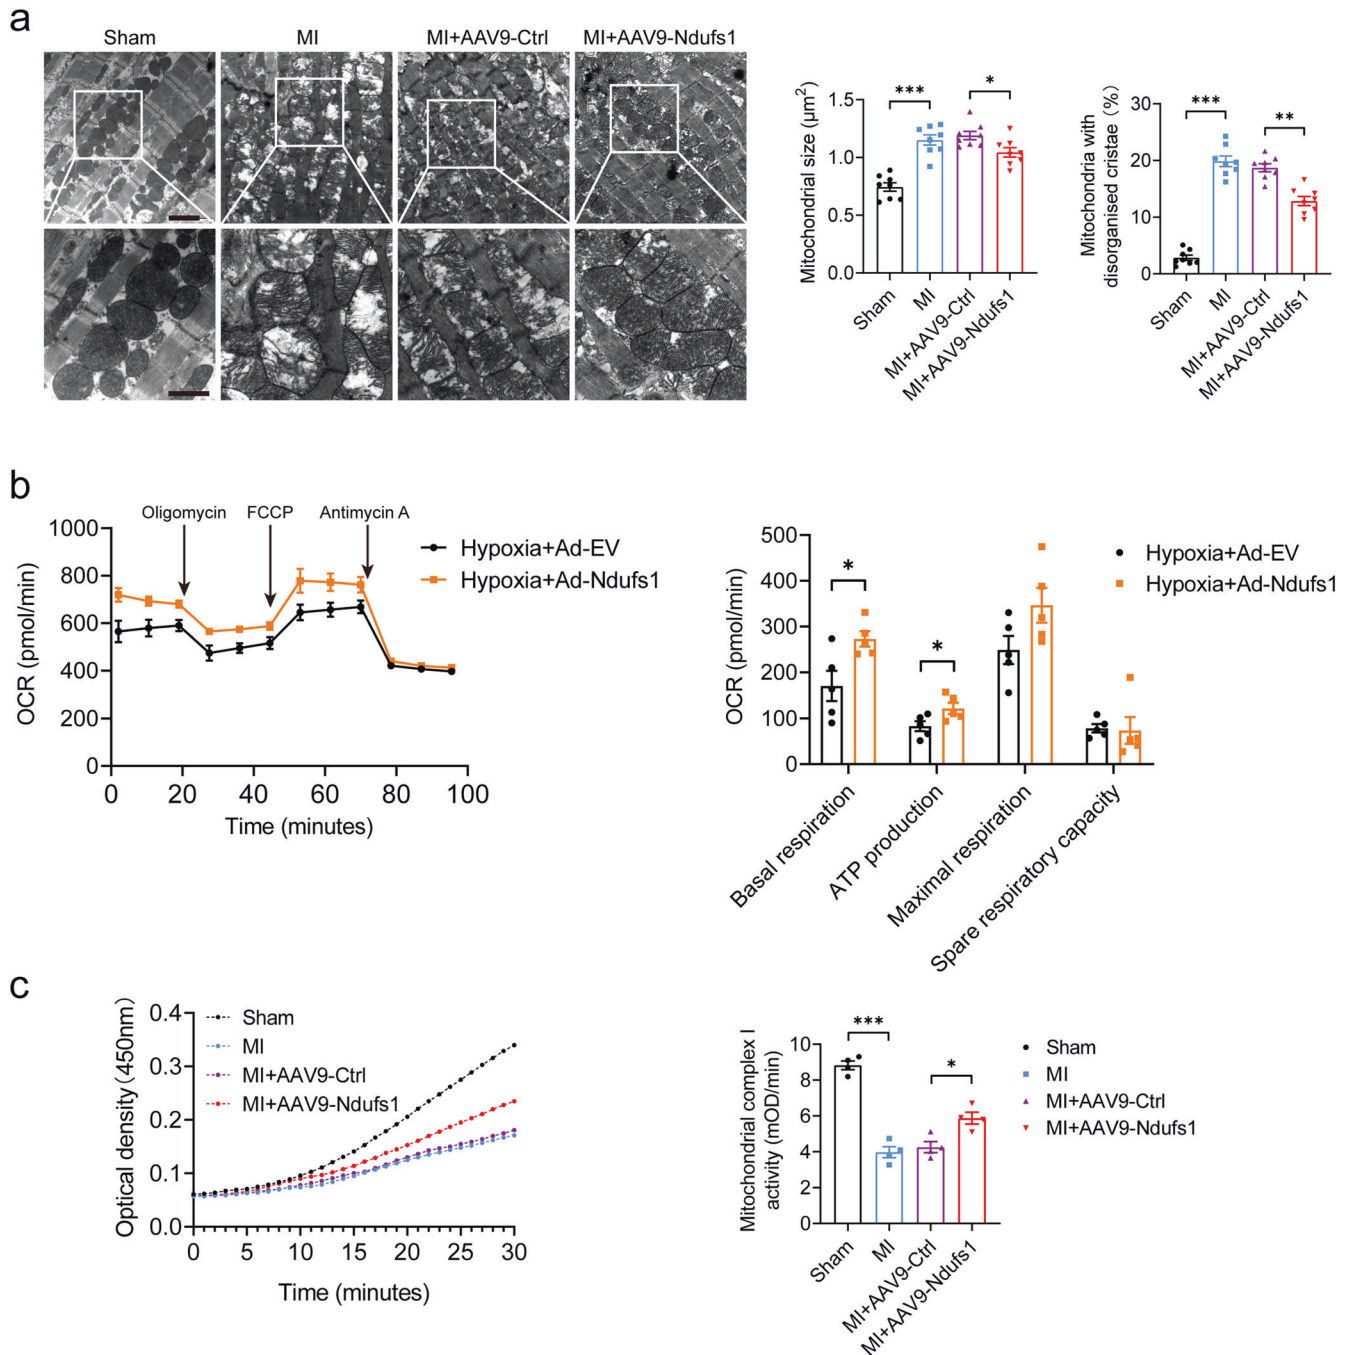 a
Sham
MI
MI+AAV9-Ctrl
MI+AAV9-Ndufs1
Mitochondrial size (μm²)
1.5
1.0
0.5
0.0
***
*
Sham
MI
MI+AAV9-Ctrl
MI+AAV9-Ndufs1
Mitochondria with
disorganised cristae (%)
30
20
10
0
***
**
Sham
MI
MI+AAV9-Ctrl
MI+AAV9-Ndufs1
b
OCR (pmol/min)
1000
800
600
400
200
0
Oligomycin
FCCP
Antimycin A
Hypoxia+Ad-EV
Hypoxia+Ad-Ndufs1
0 20 40 60 80 100
Time (minutes)
OCR (pmol/min)
500
400
300
200
100
0
*
*
Hypoxia+Ad-EV
Hypoxia+Ad-Ndufs1
Basal respiration
ATP production
Maximal respiration
Spare respiratory capacity
c
Optical density(450nm)
0.4
0.3
0.2
0.1
0.0
Sham
MI
MI+AAV9-Ctrl
MI+AAV9-Ndufs1
0 5 10 15 20 25 30
Time (minutes)
Mitochondrial complex I
activity (mOD/min)
10
8
6
4
2
0
***
*
Sham
MI
MI+AAV9-Ctrl
MI+AAV9-Ndufs1
Sham
MI
MI+AAV9-Ctrl
MI+AAV9-Ndufs1